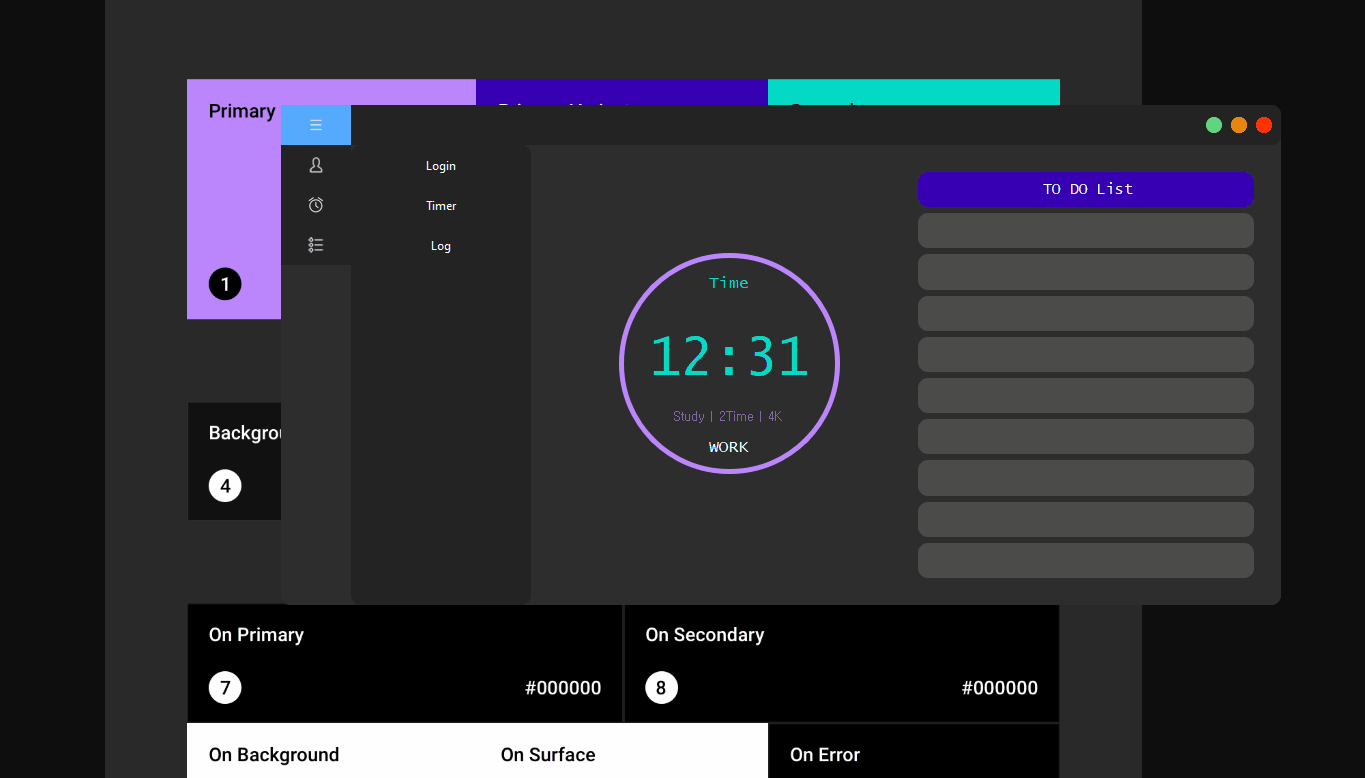 Primary
1
Login
Timer
Log
Time
12:31
Study | 2Time | 4K
WORK
TO DO List
4
On Primary
7
#000000
On Secondary
8
#000000
On Background
On Surface
On Error